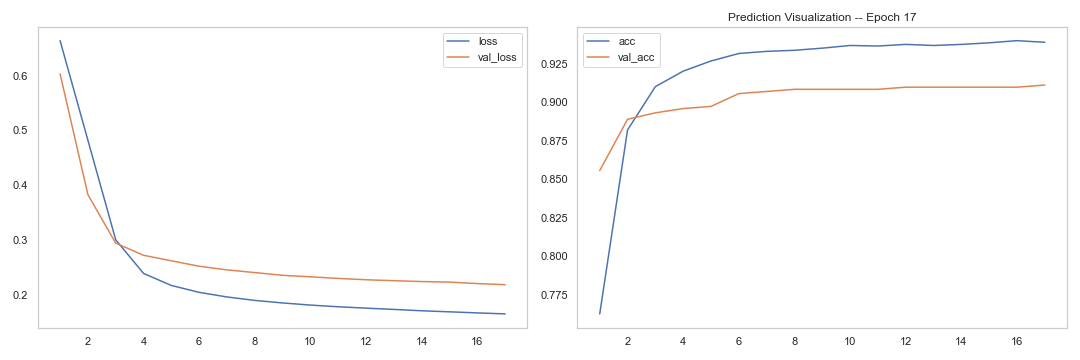 loss
val_loss
0.6
0.5
0.4
0.3
0.2
2 4 6 8 10 12 14 16
Prediction Visualization -- Epoch 17
acc
val_acc
0.925
0.900
0.875
0.850
0.825
0.800
0.775
2 4 6 8 10 12 14 16